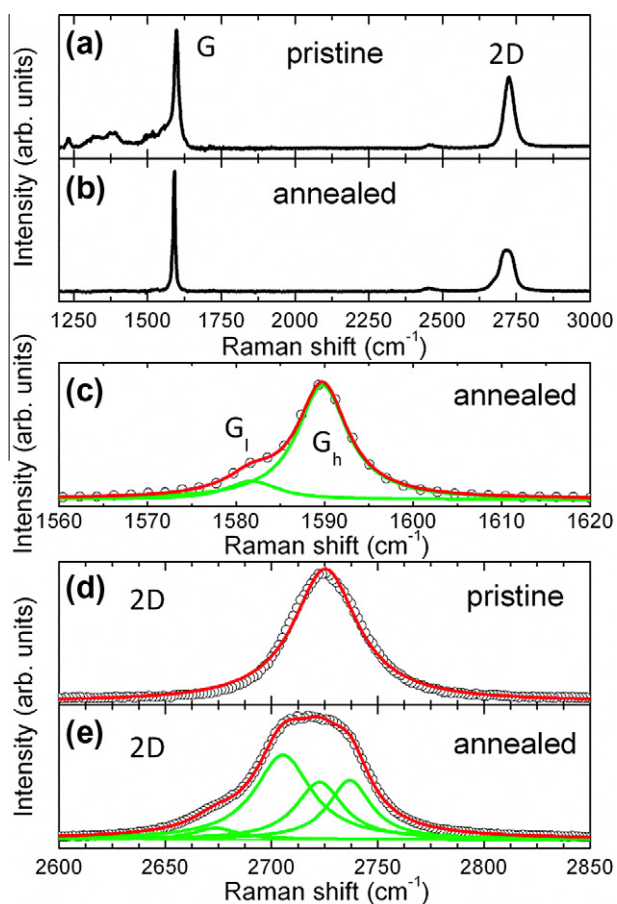 (a)
G
pristine
2D
(b)
annealed
Intensity (arb. units)
1250 1500 1750 2000 2250 2500 2750 3000
Raman shift (cm-1)
(c)
annealed
Gl
Gh
Intensity (arb. units)
1560 1570 1580 1590 1600 1610 1620
Raman shift (cm-1)
(d)
2D
pristine
(e)
2D
annealed
Intensity (arb. units)
2600 2650 2700 2750 2800 2850
Raman shift (cm-1)